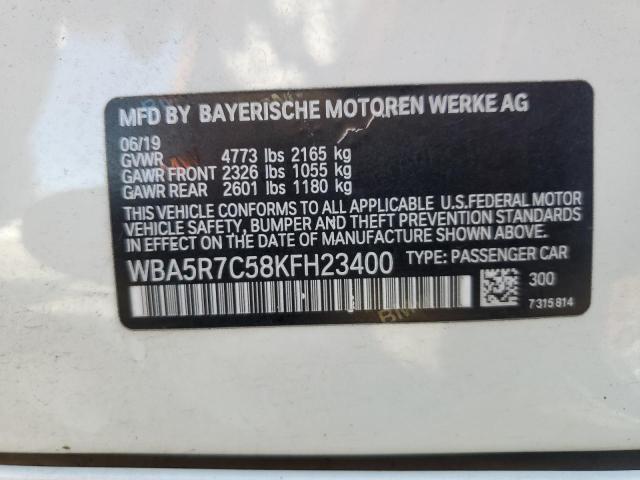 MFD BY BAYERISCHE MOTOREN WERKE AG
06/19
GVWR 4773 lbs 2165 kg
GAWR FRONT 2326 lbs 1055 kg
GAWR REAR 2601 lbs 1180 kg
THIS VEHICLE CONFORMS TO ALL APPLICABLE U.S.FEDERAL MOTOR
VEHICLE SAFETY, BUMPER AND THEFT PREVENTION STANDARDS
IN EFFECT ON THE DATE OF MANUFACTURE SHOWN ABOVE.
WBA5R7C58KFH23400 TYPE: PASSENGER CAR
300
7315814